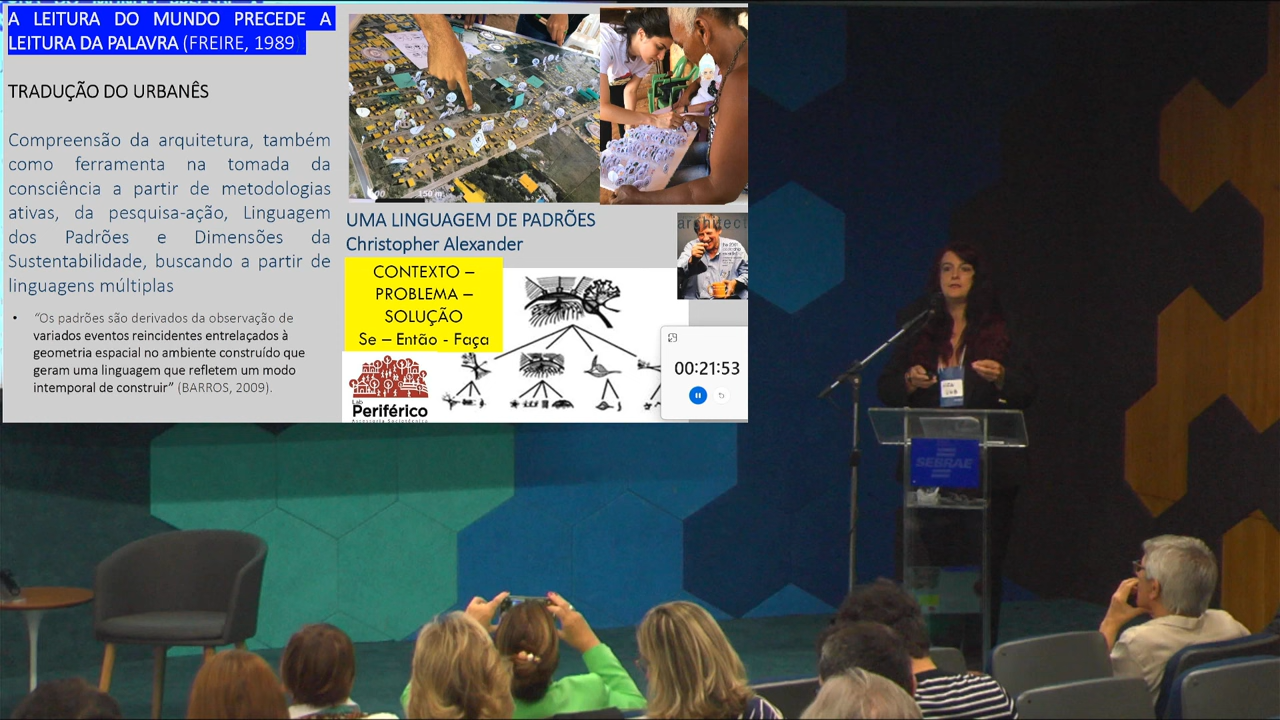 A LEITURA DO MUNDO PRECEDE A
LEITURA DA PALAVRA (FREIRE, 1989)
TRADUÇÃO DO URBANÊS
Compreensão da arquitetura, também
como ferramenta na tomada da
consciência a partir de metodologias
ativas, da pesquisa-ação, Linguagem
dos Padrões e Dimensões da
Sustentabilidade, buscando a partir de
linguagens múltiplas
• “Os padrões são derivados da observação de
variados eventos reincidentes entrelaçados à
geometria espacial no ambiente construído que
geram uma linguagem que refletem um modo
intemporal de construir” (BARROS, 2009).
150 m
UMA LINGUAGEM DE PADRÕES
Christopher Alexander
architect
CONTEXTO –
PROBLEMA –
SOLUÇÃO
Se – Então - Faça
Lab
Periférico
Assessoria Sociotécnica
00:21:53
SEBRAE